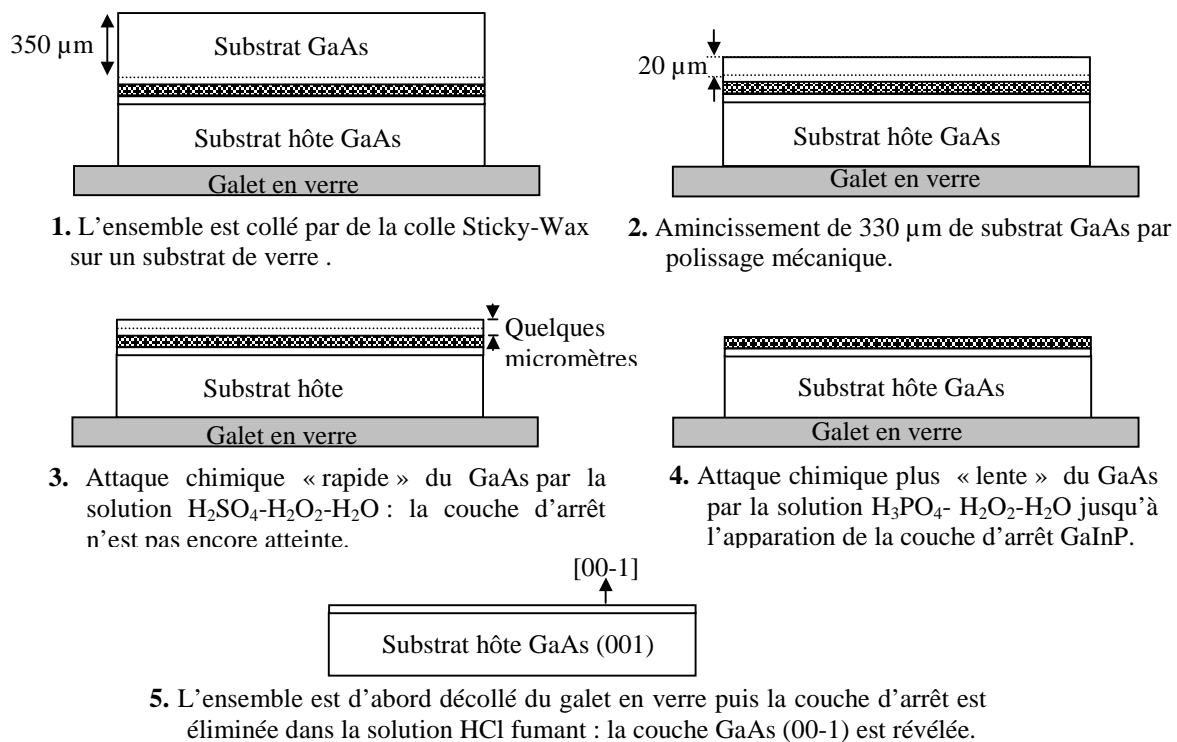 350 µm
Substrat GaAs
Substrat hôte GaAs
Galet en verre
1. L'ensemble est collé par de la colle Sticky-Wax
sur un substrat de verre .
20 µm
Substrat hôte GaAs
Galet en verre
2. Amincissement de 330 µm de substrat GaAs par
polissage mécanique.
Quelques
micromètres
Substrat hôte
Galet en verre
3. Attaque chimique « rapide » du GaAs par la
solution H₂SO₄-H₂O₂-H₂O : la couche d'arrêt
n'est pas encore atteinte.
Substrat hôte GaAs
Galet en verre
4. Attaque chimique plus « lente » du GaAs
par la solution H₃PO₄- H₂O₂-H₂O jusqu'à
l'apparition de la couche d'arrêt GaInP.
[00-1]
Substrat hôte GaAs (001)
5. L'ensemble est d'abord décollé du galet en verre puis la couche d'arrêt est
éliminée dans la solution HCl fumant : la couche GaAs (00-1) est révélée.